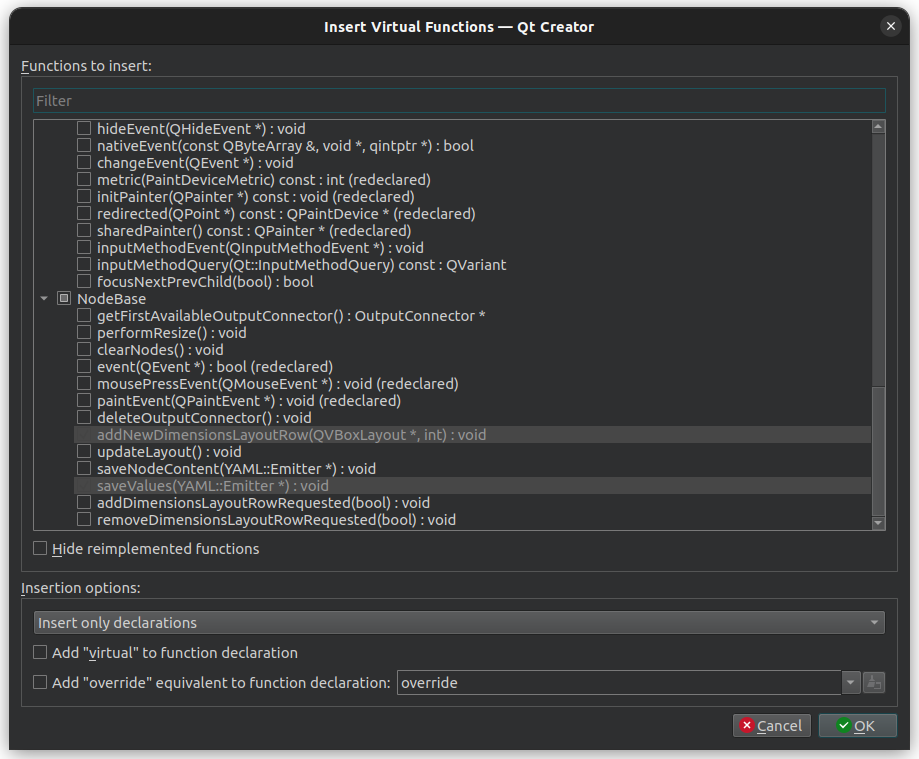 Insert Virtual Functions — Qt Creator
Functions to insert:
Filter
hideEvent(QHideEvent *) : void
nativeEvent(const QByteArray &, void *, qintptr *) : bool
changeEvent(QEvent *) : void
metric(PaintDeviceMetric) const : int (redeclared)
initPainter(QPainter *) const : void (redeclared)
redirected(QPoint *) const : QPaintDevice * (redeclared)
sharedPainter() const : QPainter * (redeclared)
inputMethodEvent(QInputMethodEvent *) : void
inputMethodQuery(Qt::InputMethodQuery) const : QVariant
focusNextPrevChild(bool) : bool
NodeBase
getFirstAvailableOutputConnector() : OutputConnector *
performResize() : void
clearNodes() : void
event(QEvent *) : bool (redeclared)
mousePressEvent(QMouseEvent *) : void (redeclared)
paintEvent(QPaintEvent *) : void (redeclared)
deleteOutputConnector() : void
addNewDimensionsLayoutRow(QVBoxLayout *, int) : void
updateLayout() : void
saveNodeContent(YAML::Emitter *) : void
saveValues(YAML::Emitter *) : void
addDimensionsLayoutRowRequested(bool) : void
removeDimensionsLayoutRowRequested(bool) : void
Hide reimplemented functions
Insertion options:
Insert only declarations
Add "virtual" to function declaration
Add "override" equivalent to function declaration: override
Cancel OK